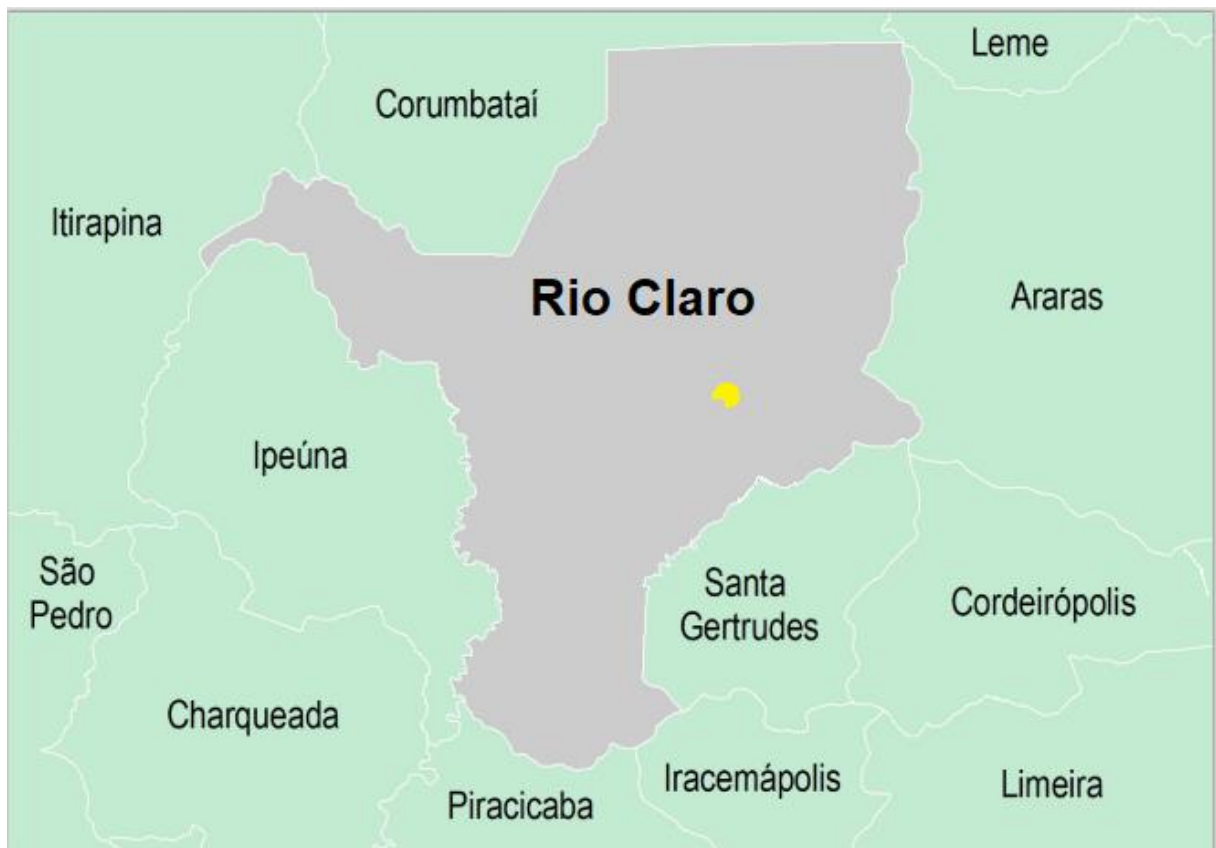 Leme
Corumbataí
Itirapina
Rio Claro
Araras
Ipeúna
São
Pedro
Santa
Gertrudes
Cordeirópolis
Charqueada
Piracicaba
Iracemápolis
Limeira